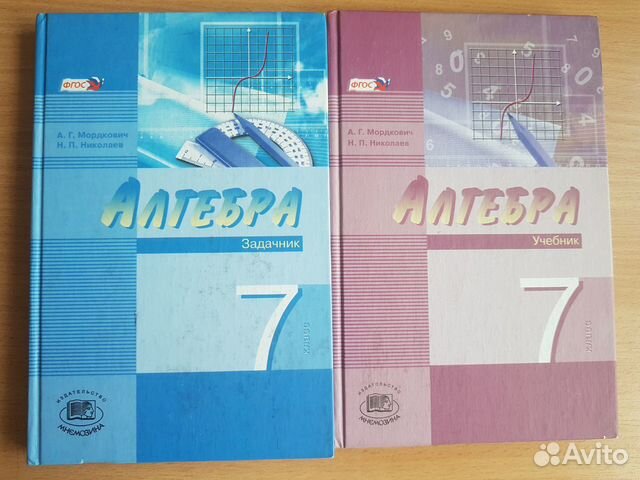 ФГОС
А. Г. Мордкович
Н. П. Николаев
АЛГЕБРА
Задачник
7
класс
ИЗДАТЕЛЬСТВО
МНЕМОЗИНА
ФГОС
А. Г. Мордкович
Н. П. Николаев
АЛГЕБРА
Учебник
7
класс
ИЗДАТЕЛЬСТВО
МНЕМОЗИНА
Avito